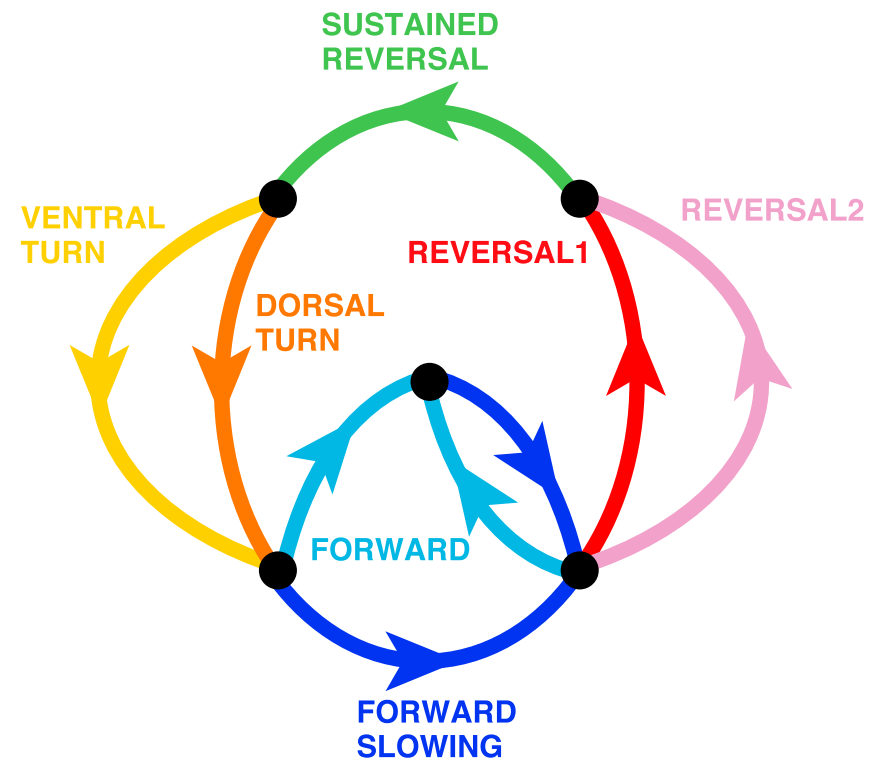 SUSTAINED
REVERSAL
VENTRAL
TURN
REVERSAL2
REVERSAL1
DORSAL
TURN
FORWARD
FORWARD
SLOWING